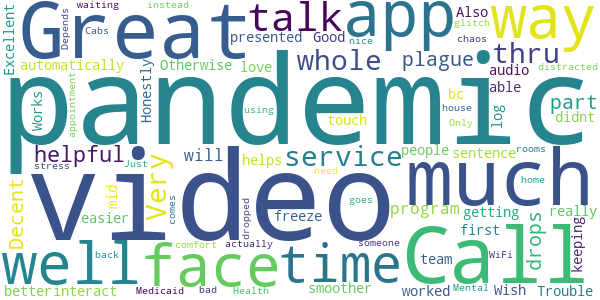 Excellent
Great
Depends
waiting
instead
Cabs
talk
presented
Also
Good
nice
app
glitch
chaos
way
automatically
Honestly
Otherwise
love
whole
plague
audio
able
thru
distracted
pandemic
Works
appointment
touch
using
bc
log
house
Only
part
didnt
helpful
stress
Just
Very
will
helps
service
need
people
sentence
rooms
home
video
much
Decent
mid
easier
comes
dropped
freeze
goes
program
getting
first
really
drops
keeping
well
back
face
comfort
actually
time
someone
team
Call
WiFi
better
interact
Medicaid
bad
Health
smoother
worked
Mental
Wish
Trouble